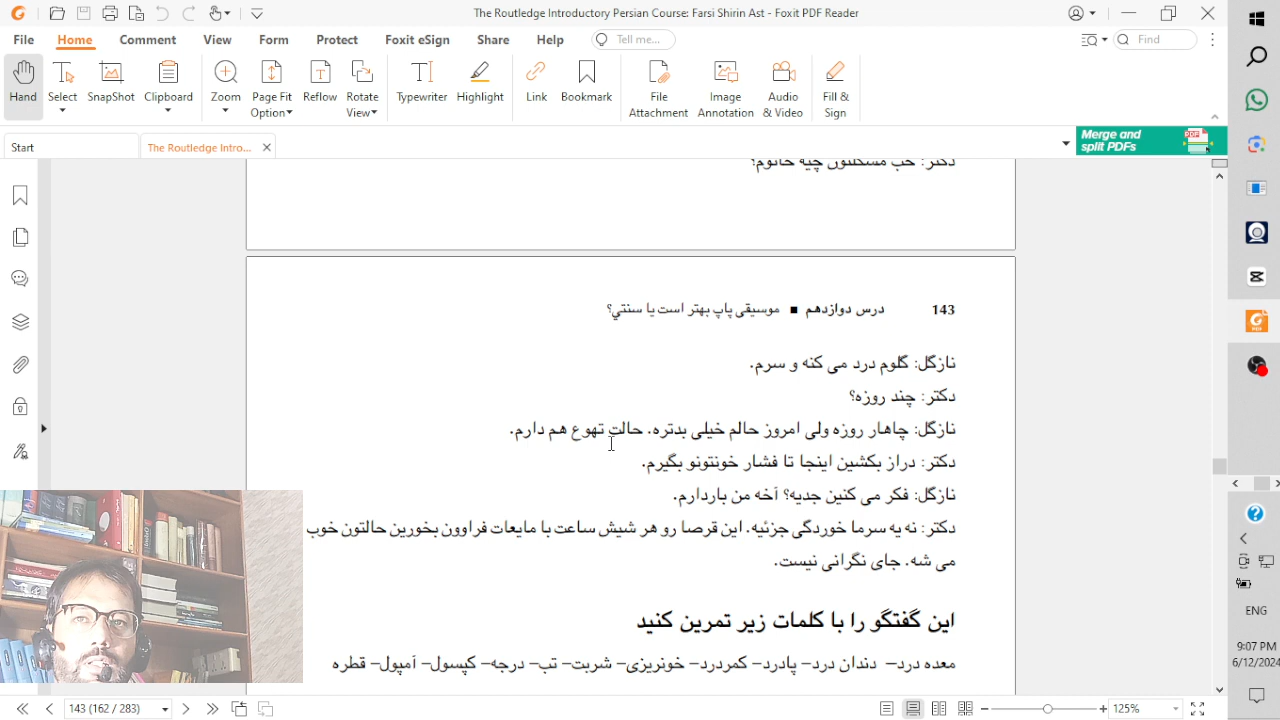 The Routledge Introductory Persian Course: Farsi Shirin Ast - Foxit PDF Reader
File Home Comment View Form Protect Foxit eSign Share Help Tell me... Find
Hand Select SnapShot Clipboard Zoom Page Fit Option Reflow Rotate View Typewriter Highlight Link Bookmark File Attachment Image Annotation Audio & Video Fill & Sign
Start The Routledge Intro... Merge and split PDFs
دکتر: خب مشکلتون چیه خانوم؟
143 درس دوازدهم ■ موسیقی پاپ بهتر است یا سنتي؟
نازگل: گلوم درد می کنه و سرم.
دکتر: چند روزه؟
نازگل: چاهار روزه ولی امروز حالم خیلی بدتره. حالت تهوع هم دارم.
دکتر: دراز بکشین اینجا تا فشار خونتونو بگیرم.
نازگل: فکر می کنین جدیه؟ آخه من باردارم.
دکتر: نه یه سرما خوردگی جزئیه. این قرصا رو هر شیش ساعت با مایعات فراوون بخورین حالتون خوب
می شه. جای نگرانی نیست.
این گفتگو را با کلمات زیر تمرین کنید
معده درد– دندان درد– پادرد– کمردرد– خونریزی– شربت– تب– درجه– کپسول– آمپول– قطره
ENG
9:07 PM
6/12/2024
143 (162 / 283) 125%